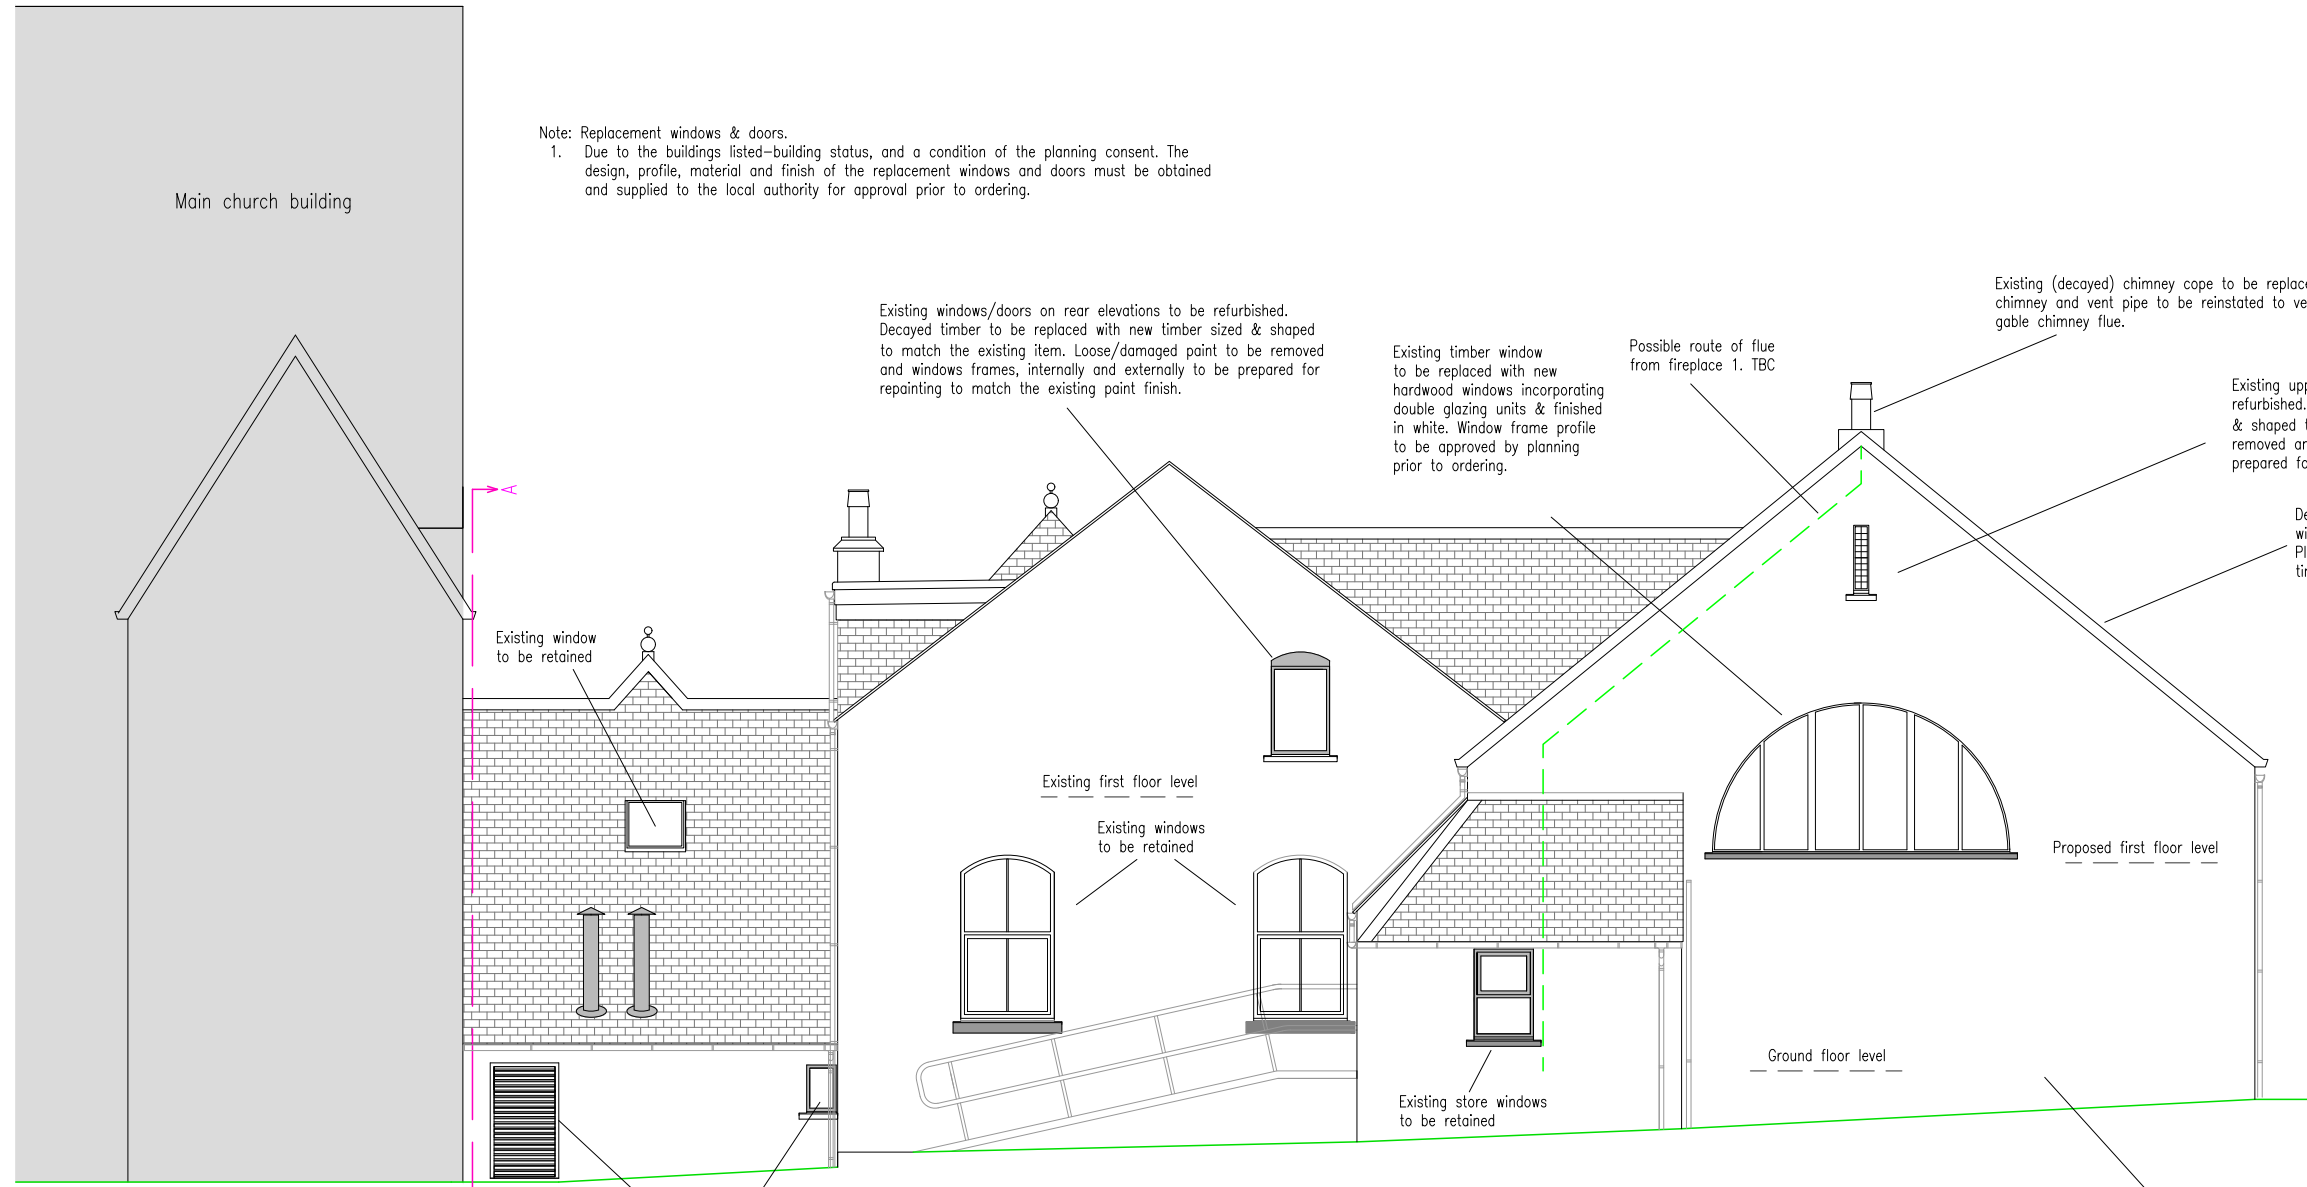 Main church building
Note: Replacement windows & doors.
1. Due to the buildings listed-building status, and a condition of the planning consent. The
design, profile, material and finish of the replacement windows and doors must be obtained
and supplied to the local authority for approval prior to ordering.
Existing windows/doors on rear elevations to be refurbished.
Decayed timber to be replaced with new timber sized & shaped
to match the existing item. Loose/damaged paint to be removed
and windows frames, internally and externally to be prepared for
repainting to match the existing paint finish.
Existing timber window
to be replaced with new
hardwood windows incorporating
double glazing units & finished
in white. Window frame profile
to be approved by planning
prior to ordering.
Possible route of flue
from fireplace 1. TBC
Existing (decayed) chimney cope to be
chimney and vent pipe to be reinstated to
gable chimney flue.
Existing
refurbished.
& shaped
removed
prepared
A
Existing window
to be retained
Existing first floor level
Existing windows
to be retained
Proposed first floor level
Ground floor level
Existing store windows
to be retained